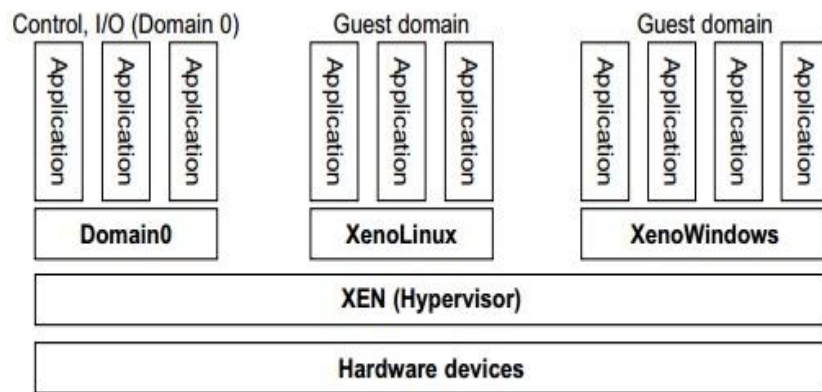 Control, I/O (Domain 0)
Guest domain
Guest domain
Application
Application
Application
Application
Application
Application
Application
Application
Application
Application
Domain0
XenoLinux
XenoWindows
XEN (Hypervisor)
Hardware devices